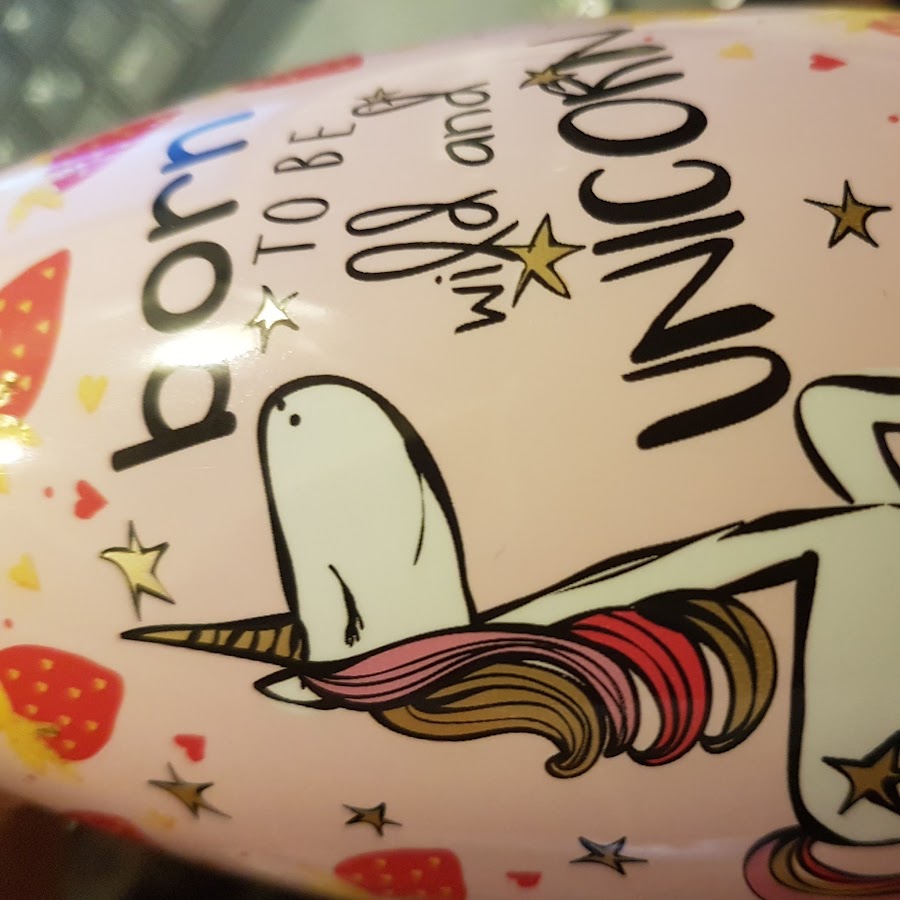 born
TO BE
wild and
UNICORN